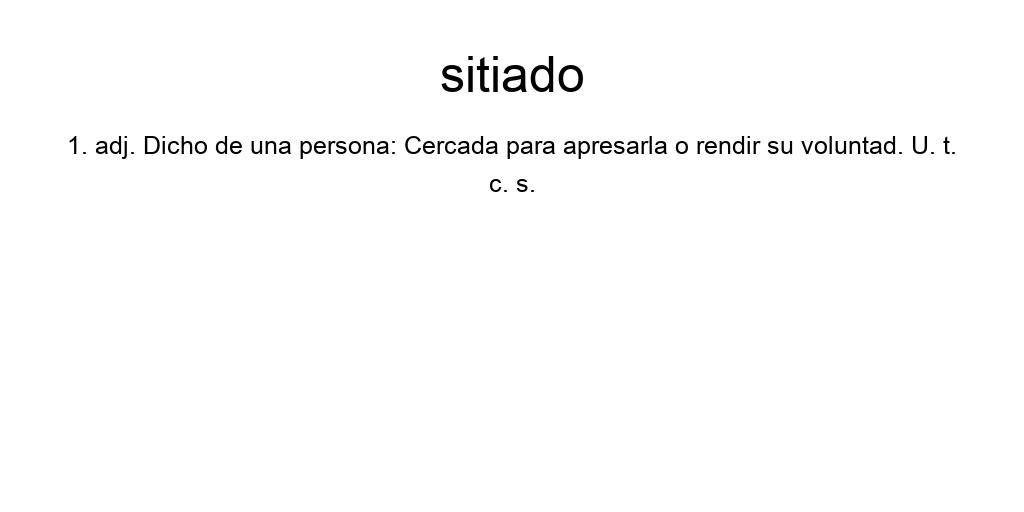 sitiado
1. adj. Dicho de una persona: Cercada para apresarla o rendir su voluntad. U. t.
c. s.